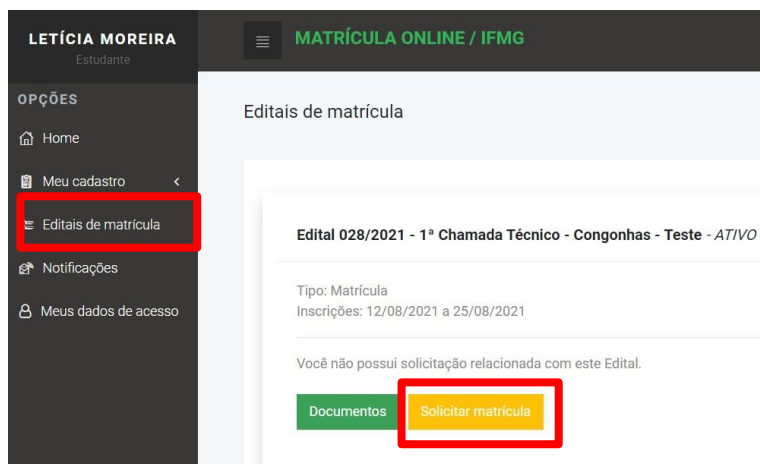 LETÍCIA MOREIRA
Estudante
OPÇÕES
Home
Meu cadastro
Editais de matrícula
Notificações
Meus dados de acesso
MATRÍCULA ONLINE / IFMG
Editais de matrícula
Edital 028/2021 - 1ª Chamada Técnico - Congonhas - Teste - ATIVO
Tipo: Matrícula
Inscrições: 12/08/2021 a 25/08/2021
Você não possui solicitação relacionada com este Edital.
Documentos
Solicitar matrícula